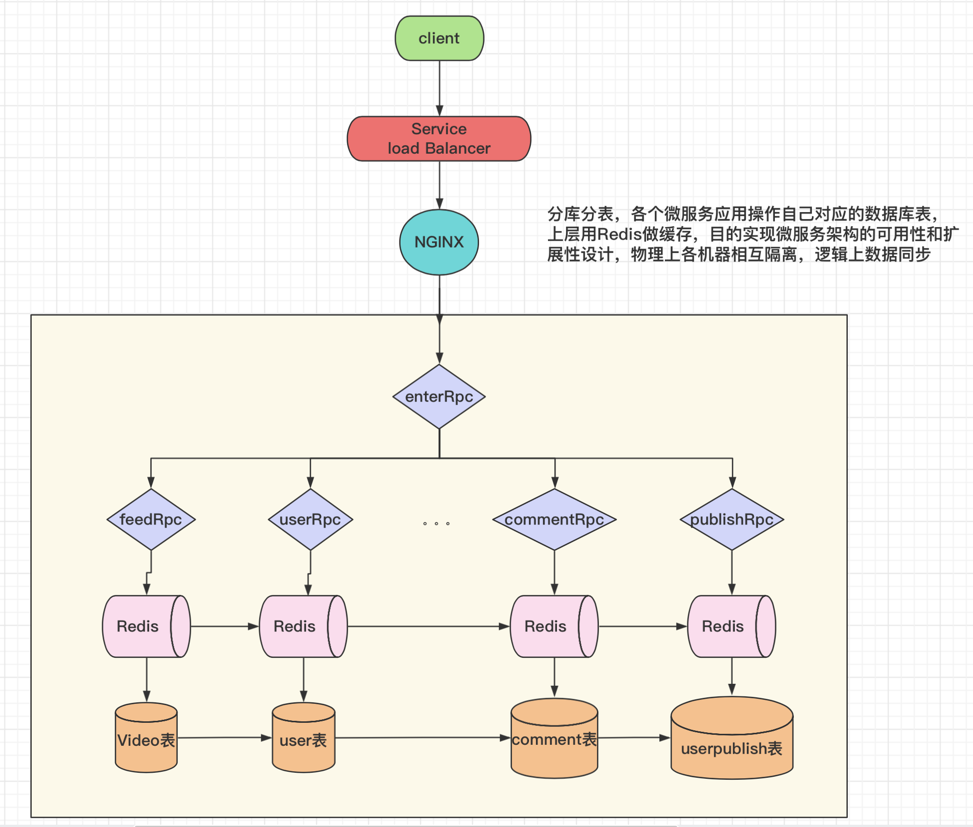 client
Service
load Balancer
NGINX
分库分表，各个微服务应用操作自己对应的数据库表，
上层用Redis做缓存，目的实现微服务架构的可用性和扩
展性设计，物理上各机器相互隔离，逻辑上数据同步
enterRpc
feedRpc
userRpc
。。。
commentRpc
publishRpc
Redis
Redis
Redis
Redis
Video表
user表
comment表
userpublish表